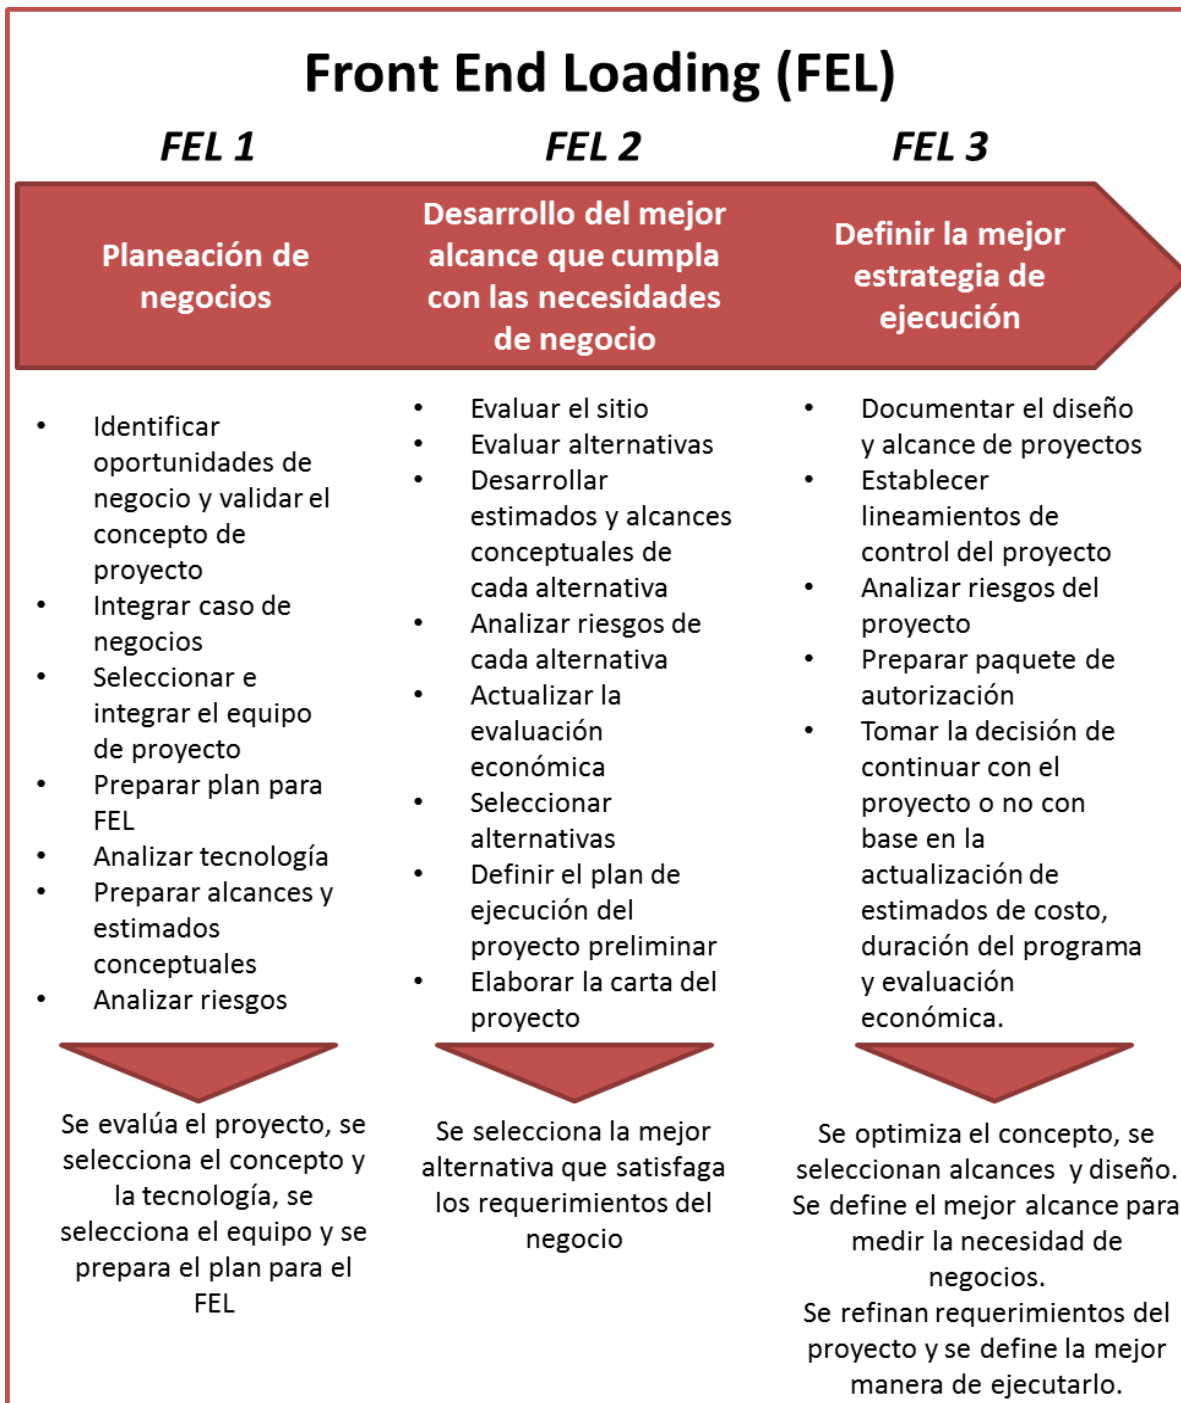 Front End Loading (FEL)
FEL 1
FEL 2
FEL 3
Planeación de
negocios
Desarrollo del mejor
alcance que cumpla
con las necesidades
de negocio
Definir la mejor
estrategia de
ejecución
• Identificar
oportunidades de
negocio y validar el
concepto de
proyecto
• Integrar caso de
negocios
• Seleccionar e
integrar el equipo
de proyecto
• Preparar plan para
FEL
• Analizar tecnología
• Preparar alcances y
estimados
conceptuales
• Analizar riesgos
• Evaluar el sitio
• Evaluar alternativas
• Desarrollar
estimados y alcances
conceptuales de
cada alternativa
• Analizar riesgos de
cada alternativa
• Actualizar la
evaluación
económica
• Seleccionar
alternativas
• Definir el plan de
ejecución del
proyecto preliminar
• Elaborar la carta del
proyecto
• Documentar el diseño
y alcance de proyectos
• Establecer
lineamientos de
control del proyecto
• Analizar riesgos del
proyecto
• Preparar paquete de
autorización
• Tomar la decisión de
continuar con el
proyecto o no con
base en la
actualización de
estimados de costo,
duración del programa
y evaluación
económica.
Se evalúa el proyecto, se
selecciona el concepto y
la tecnología, se
selecciona el equipo y se
prepara el plan para el
FEL
Se selecciona la mejor
alternativa que satisfaga
los requerimientos del
negocio
Se optimiza el concepto, se
seleccionan alcances y diseño.
Se define el mejor alcance para
medir la necesidad de
negocios.
Se refinan requerimientos del
proyecto y se define la mejor
manera de ejecutarlo.